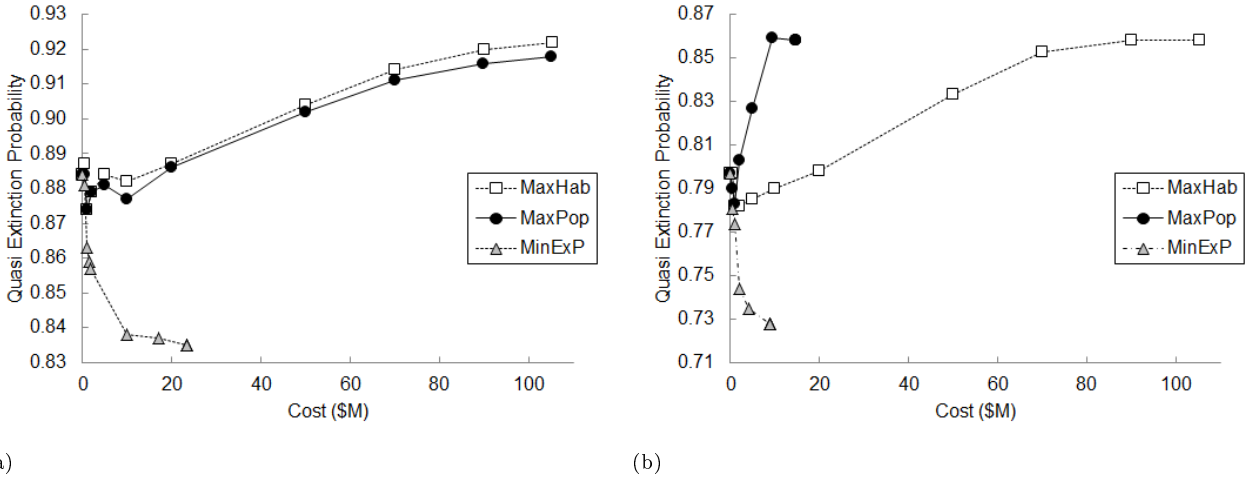 0.93
0.92
0.91
0.90
0.89
0.88
0.87
0.86
0.85
0.84
0.83
Quasi Extinction Probability
0 20 40 60 80 100
Cost ($M)
MaxHab
MaxPop
MinExP
a)
0.87
0.85
0.83
0.81
0.79
0.77
0.75
0.73
0.71
Quasi Extinction Probability
0 20 40 60 80 100
Cost ($M)
MaxHab
MaxPop
MinExP
(b)